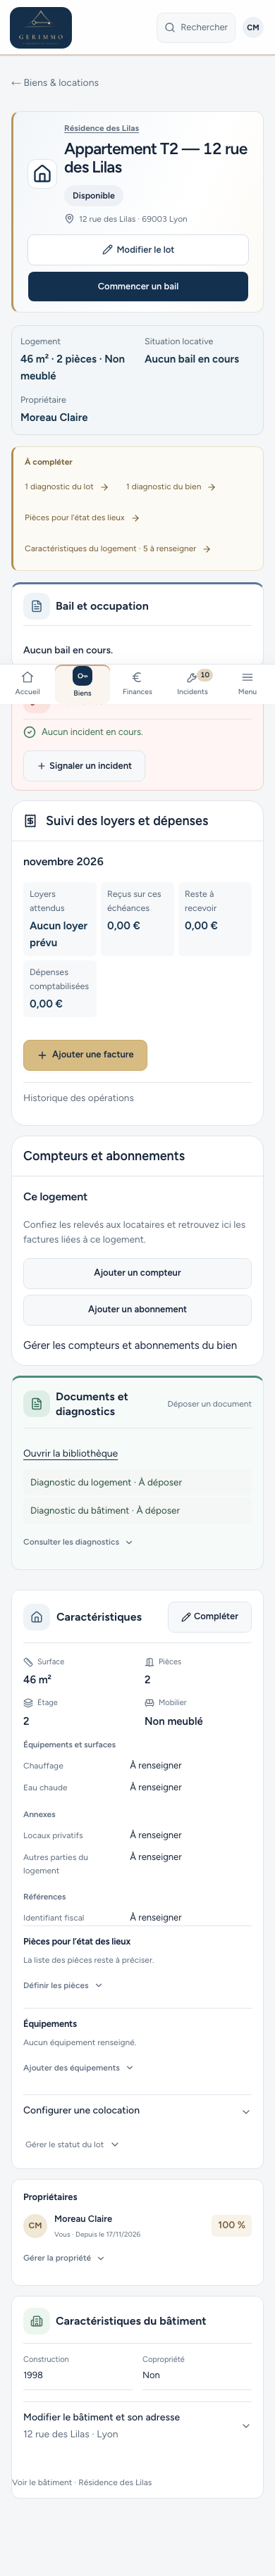 GERIMMO
Rechercher
CM
← Biens & locations
Résidence des Lilas
Appartement T2 — 12 rue
des Lilas
Disponible
12 rue des Lilas · 69003 Lyon
Modifier le lot
Commencer un bail
Logement
46 m² · 2 pièces · Non
meublé
Situation locative
Aucun bail en cours
Propriétaire
Moreau Claire
À compléter
1 diagnostic du lot →
1 diagnostic du bien →
Pièces pour l'état des lieux →
Caractéristiques du logement · 5 à renseigner →
Bail et occupation
Aucun bail en cours.
Accueil
Biens
Finances
10
Incidents
Menu
Aucun incident en cours.
+ Signaler un incident
Suivi des loyers et dépenses
novembre 2026
Loyers
attendus
Aucun loyer
prévu
Reçus sur ces
échéances
0,00 €
Reste à
recevoir
0,00 €
Dépenses
comptabilisées
0,00 €
+ Ajouter une facture
Historique des opérations
Compteurs et abonnements
Ce logement
Confiez les relevés aux locataires et retrouvez ici les
factures liées à ce logement.
Ajouter un compteur
Ajouter un abonnement
Gérer les compteurs et abonnements du bien
Documents et
diagnostics
Déposer un document
Ouvrir la bibliothèque
Diagnostic du logement · À déposer
Diagnostic du bâtiment · À déposer
Consulter les diagnostics
Caractéristiques
Compléter
Surface
46 m²
Pièces
2
Étage
2
Mobilier
Non meublé
Équipements et surfaces
Chauffage
À renseigner
Eau chaude
À renseigner
Annexes
Locaux privatifs
À renseigner
Autres parties du
logement
À renseigner
Références
Identifiant fiscal
À renseigner
Pièces pour l'état des lieux
La liste des pièces reste à préciser.
Définir les pièces
Équipements
Aucun équipement renseigné.
Ajouter des équipements
Configurer une colocation
Gérer le statut du lot
Propriétaires
CM
Moreau Claire
Vous · Depuis le 17/11/2026
100 %
Gérer la propriété
Caractéristiques du bâtiment
Construction
1998
Copropriété
Non
Modifier le bâtiment et son adresse
12 rue des Lilas · Lyon
Voir le bâtiment · Résidence des Lilas